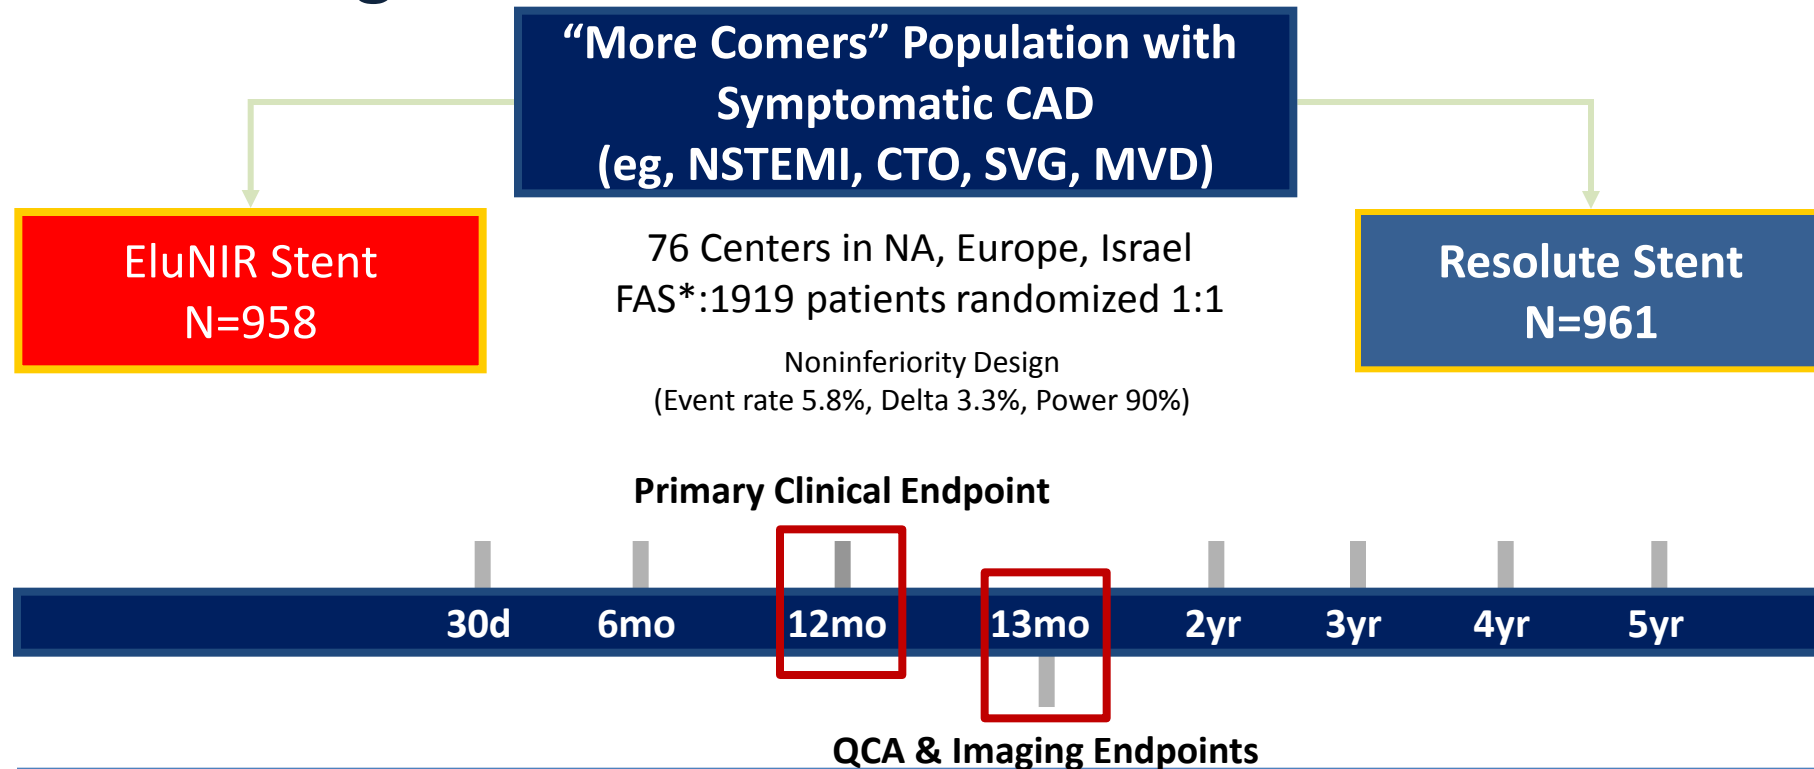 “More Comers” Population with
Symptomatic CAD
(eg, NSTEMI, CTO, SVG, MVD)
EluNIR Stent
N=958
76 Centers in NA, Europe, Israel
FAS*:1919 patients randomized 1:1
Noninferiority Design
(Event rate 5.8%, Delta 3.3%, Power 90%)
Resolute Stent
N=961
Primary Clinical Endpoint
30d 6mo 12mo 13mo 2yr 3yr 4yr 5yr
QCA & Imaging Endpoints